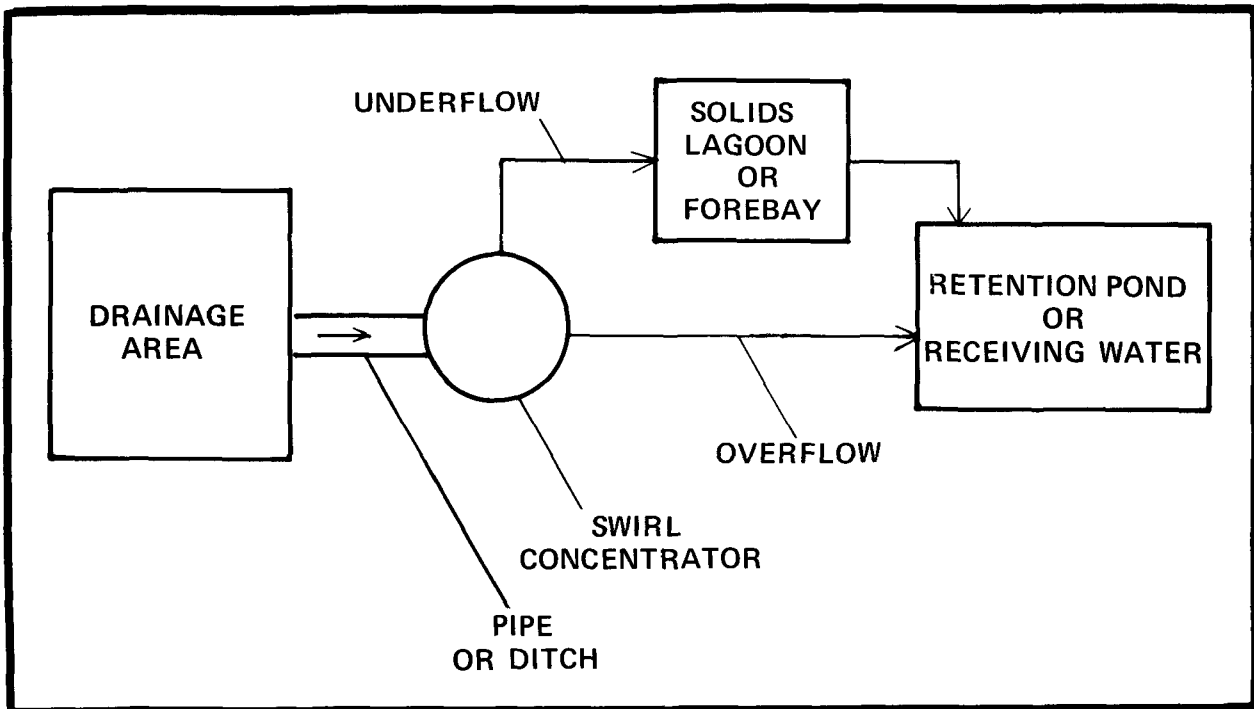 UNDERFLOW
SOLIDS
LAGOON
OR
FOREBAY
DRAINAGE
AREA
RETENTION POND
OR
RECEIVING WATER
OVERFLOW
SWIRL
CONCENTRATOR
PIPE
OR DITCH